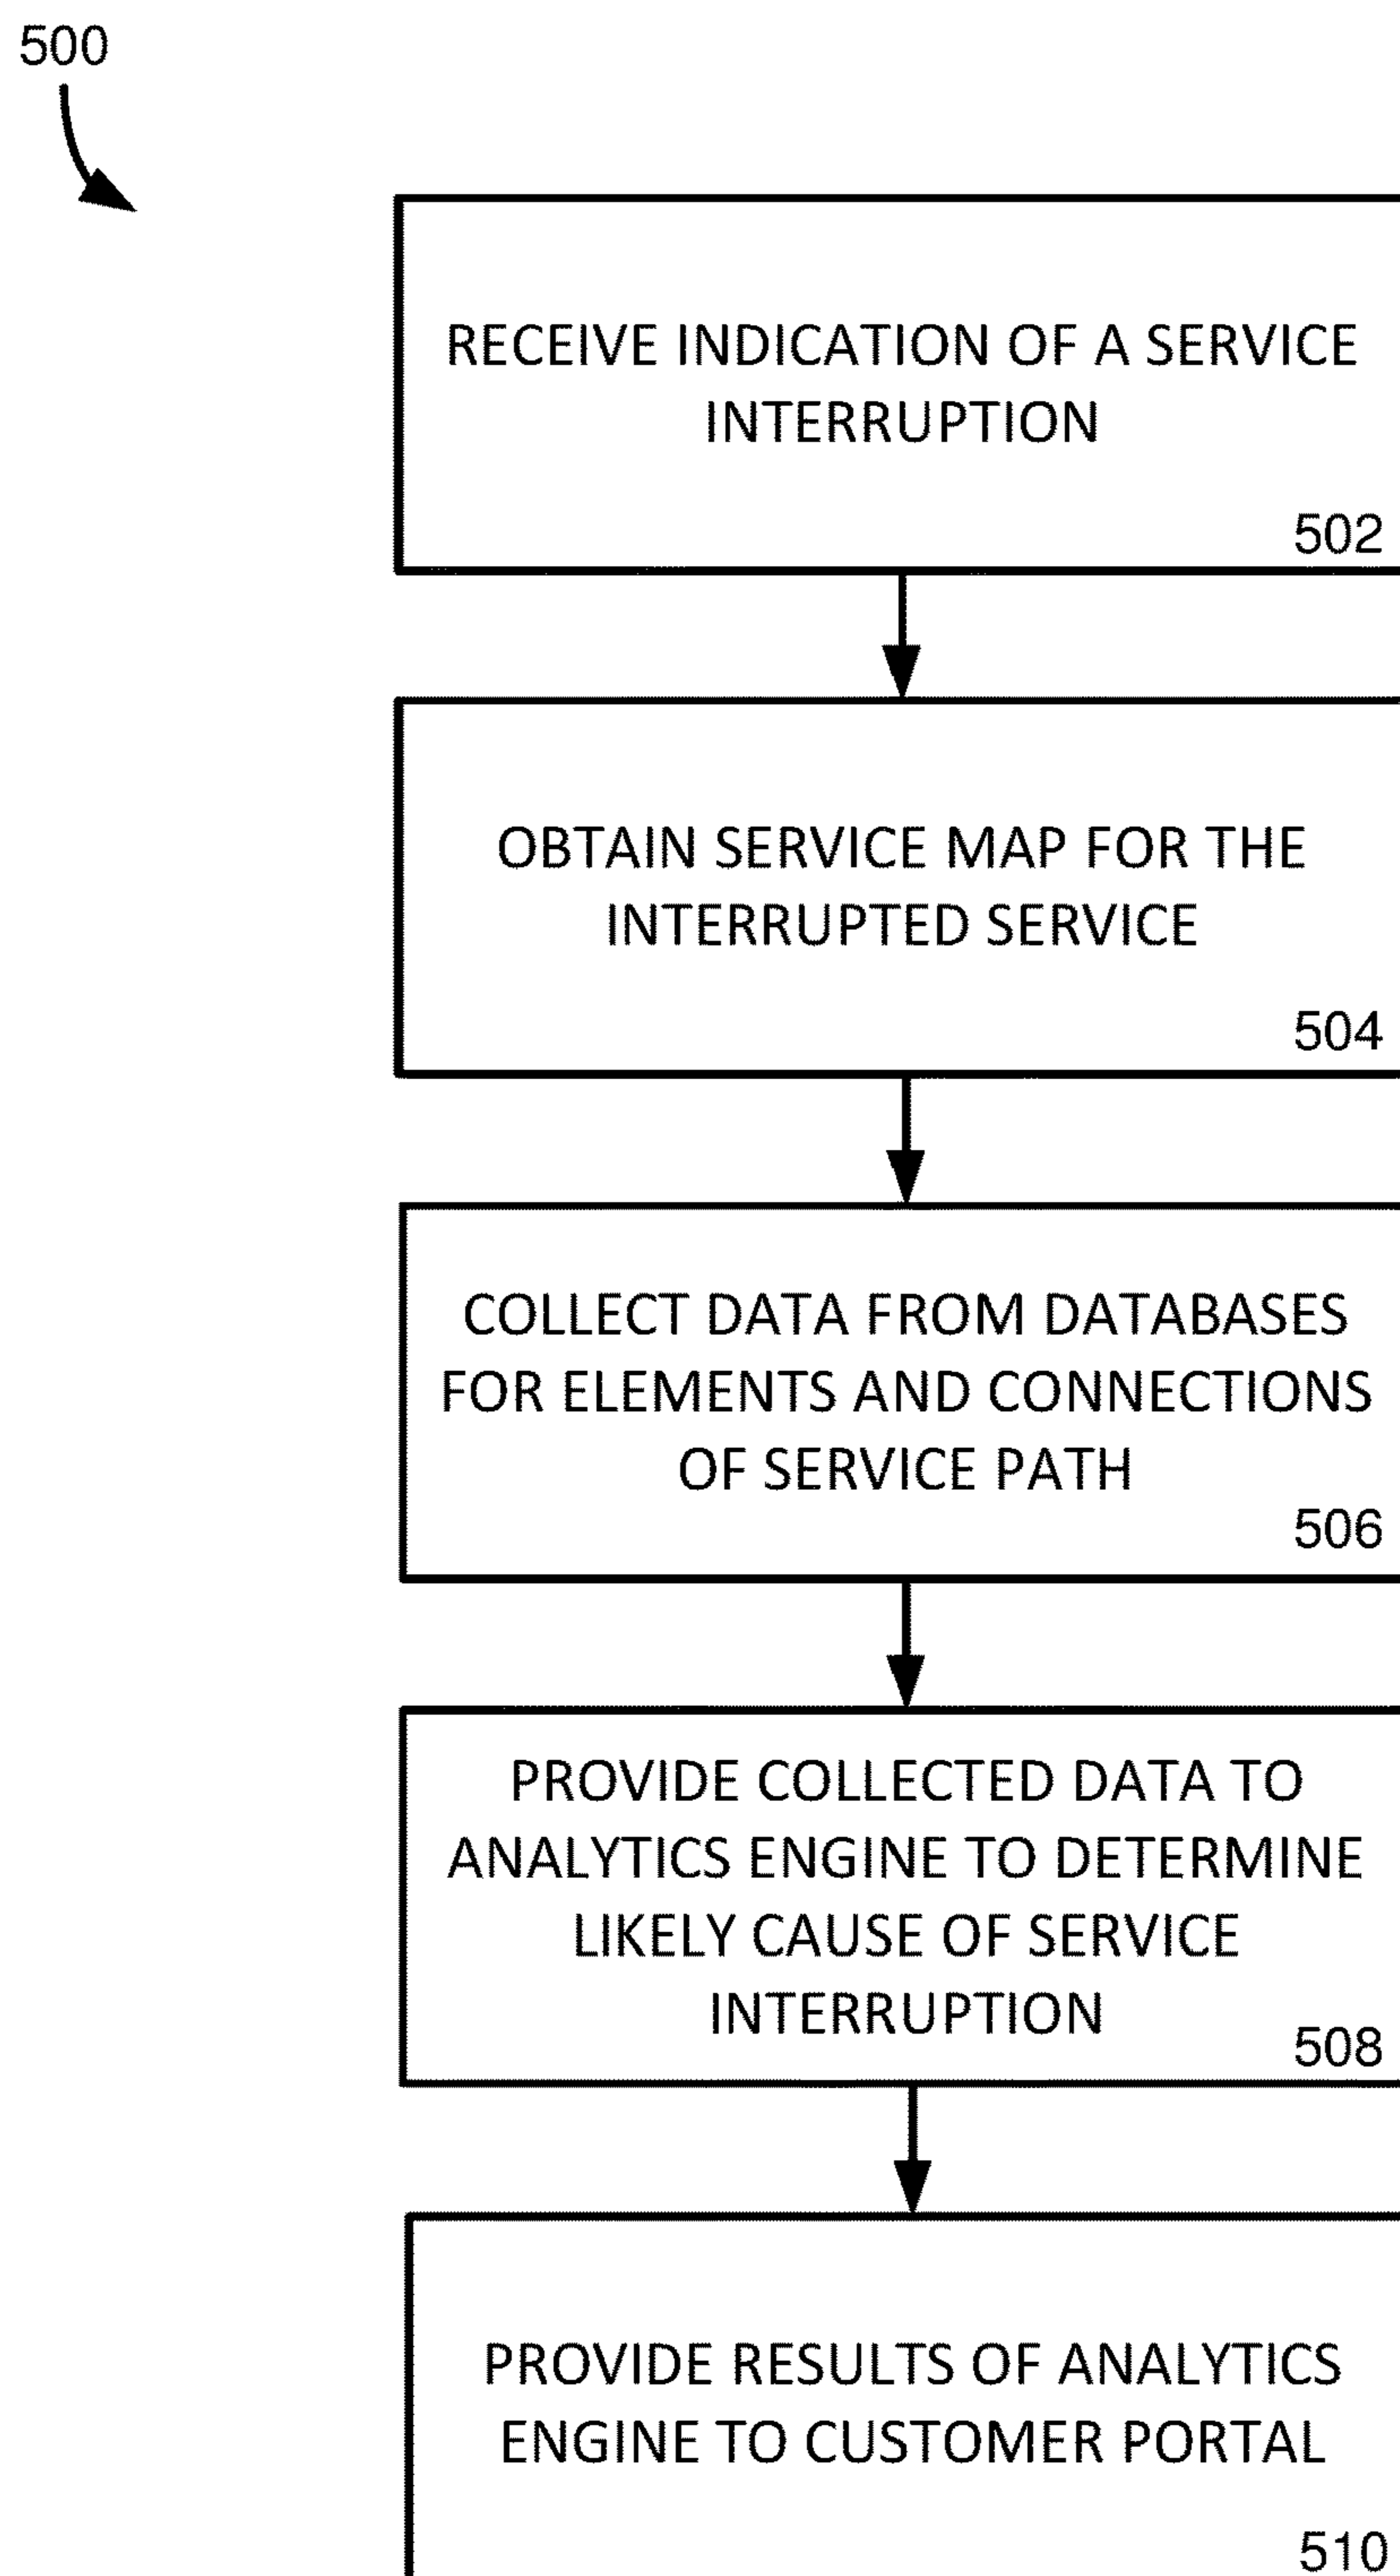 500
RECEIVE INDICATION OF A SERVICE
INTERRUPTION
502
OBTAIN SERVICE MAP FOR THE
INTERRUPTED SERVICE
504
COLLECT DATA FROM DATABASES
FOR ELEMENTS AND CONNECTIONS
OF SERVICE PATH
506
PROVIDE COLLECTED DATA TO
ANALYTICS ENGINE TO DETERMINE
LIKELY CAUSE OF SERVICE
INTERRUPTION
508
PROVIDE RESULTS OF ANALYTICS
ENGINE TO CUSTOMER PORTAL
510